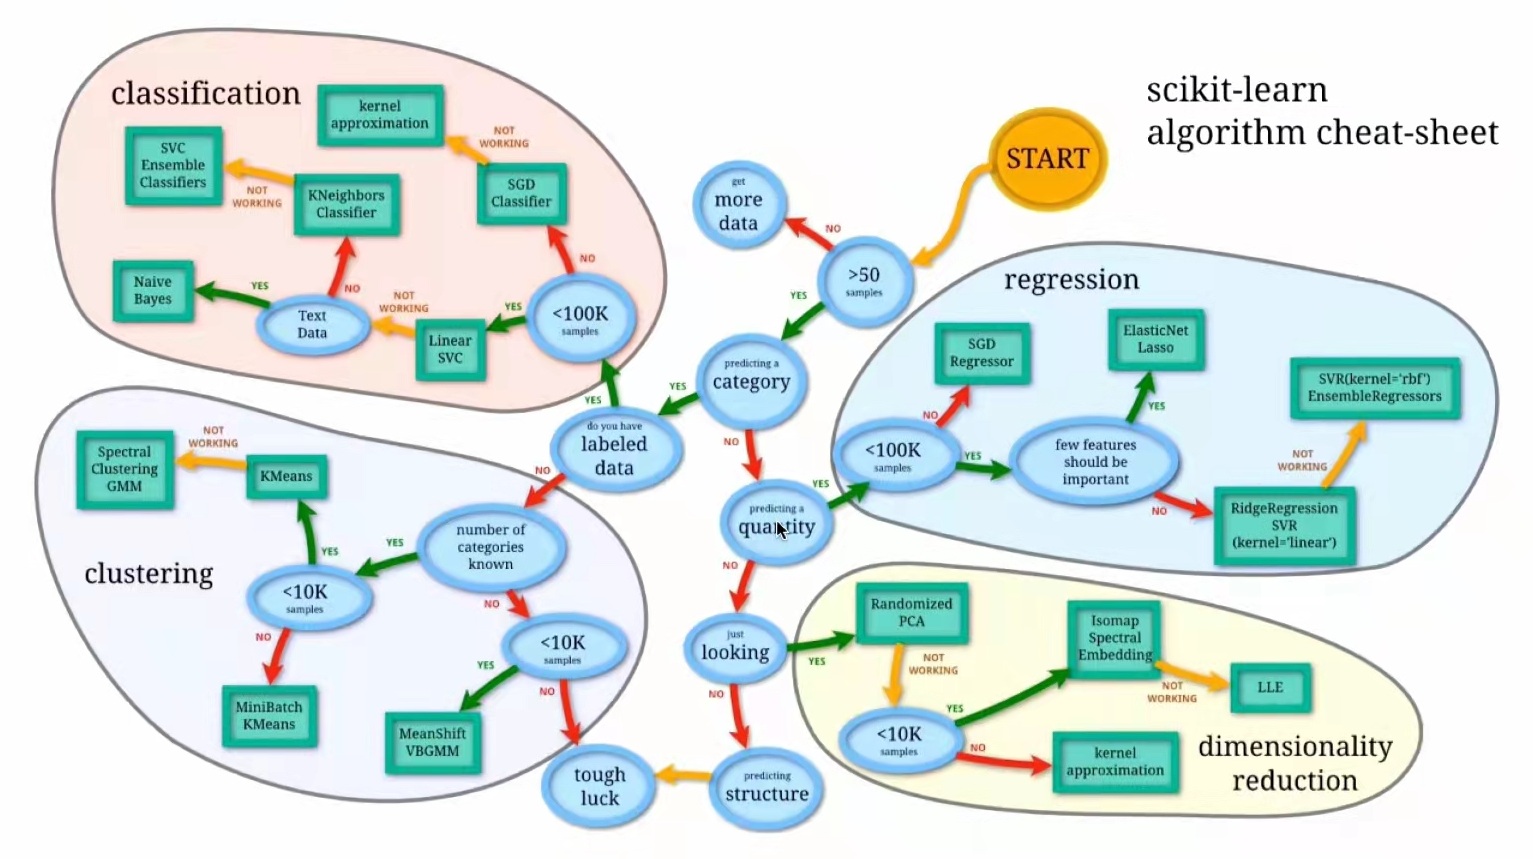 scikit-learn
algorithm cheat-sheet
classification
kernel
approximation
NOT
WORKING
SVC
Ensemble
Classifiers
NOT
WORKING
KNeighbors
Classifier
SGD
Classifier
NO
Naive
Bayes
YES
NO
Text
Data
NOT
WORKING
Linear
SVC
YES
<100K
samples
YES
START
get
more
data
NO
>50
samples
YES
predicting a
category
YES
NO
do you have
labeled
data
NO
predicting a
quantity
YES
NO
just
looking
YES
NO
predicting
structure
tough
luck
regression
SGD
Regressor
NO
<100K
samples
YES
ElasticNet
Lasso
YES
few features
should be
important
NO
SVR(kernel='rbf')
EnsembleRegressors
NOT
WORKING
RidgeRegression
SVR
(kernel='linear')
clustering
Spectral
Clustering
GMM
NOT
WORKING
KMeans
YES
<10K
samples
NO
MiniBatch
KMeans
number of
categories
known
YES
NO
<10K
samples
YES
NO
MeanShift
VBGMM
Randomized
PCA
NOT
WORKING
<10K
samples
YES
NO
Isomap
Spectral
Embedding
NOT
WORKING
LLE
kernel
approximation
dimensionality
reduction